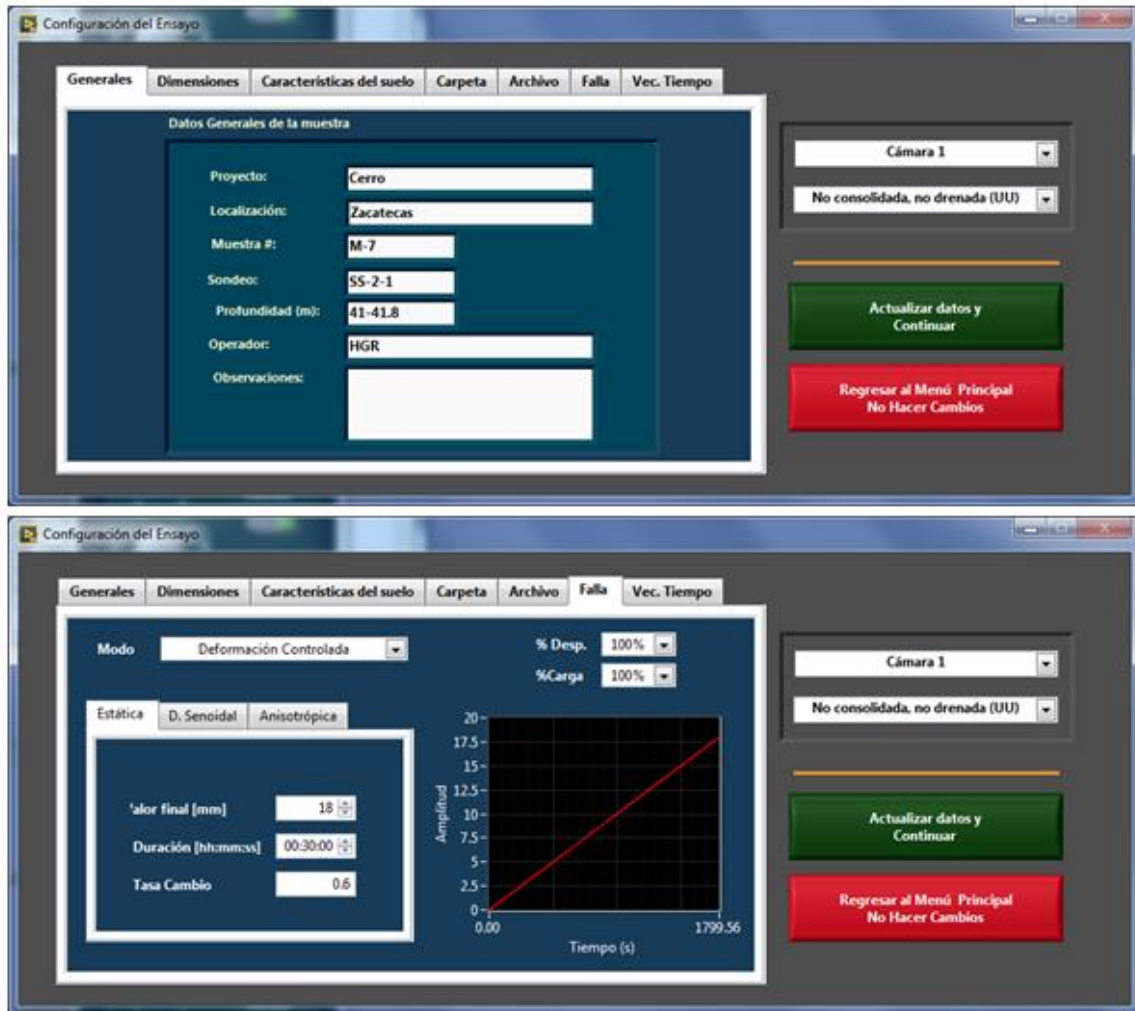 Configuración del Ensayo
Generales Dimensiones Características del suelo Carpeta Archivo Falla Vec. Tiempo
Datos Generales de la muestra
Proyecto: Cerro
Localización: Zacatecas
Muestra #: M-7
Sondeo: SS-2-1
Profundidad (m): 41-41.8
Operador: HGR
Observaciones:
Cámara 1
No consolidada, no drenada (UU)
Actualizar datos y
Continuar
Regresar al Menú Principal
No Hacer Cambios
Configuración del Ensayo
Generales Dimensiones Características del suelo Carpeta Archivo Falla Vec. Tiempo
Modo Deformación Controlada
% Desp. 100%
%Carga 100%
Estática D. Senoidal Anisotrópica
alor final [mm] 18
Duración [hh:mm:ss] 00:30:00
Tasa Cambio 0.6
Amplitud
20
17.5
15
12.5
10
7.5
5
2.5
0
0.00 1799.56
Tiempo (s)
Cámara 1
No consolidada, no drenada (UU)
Actualizar datos y
Continuar
Regresar al Menú Principal
No Hacer Cambios